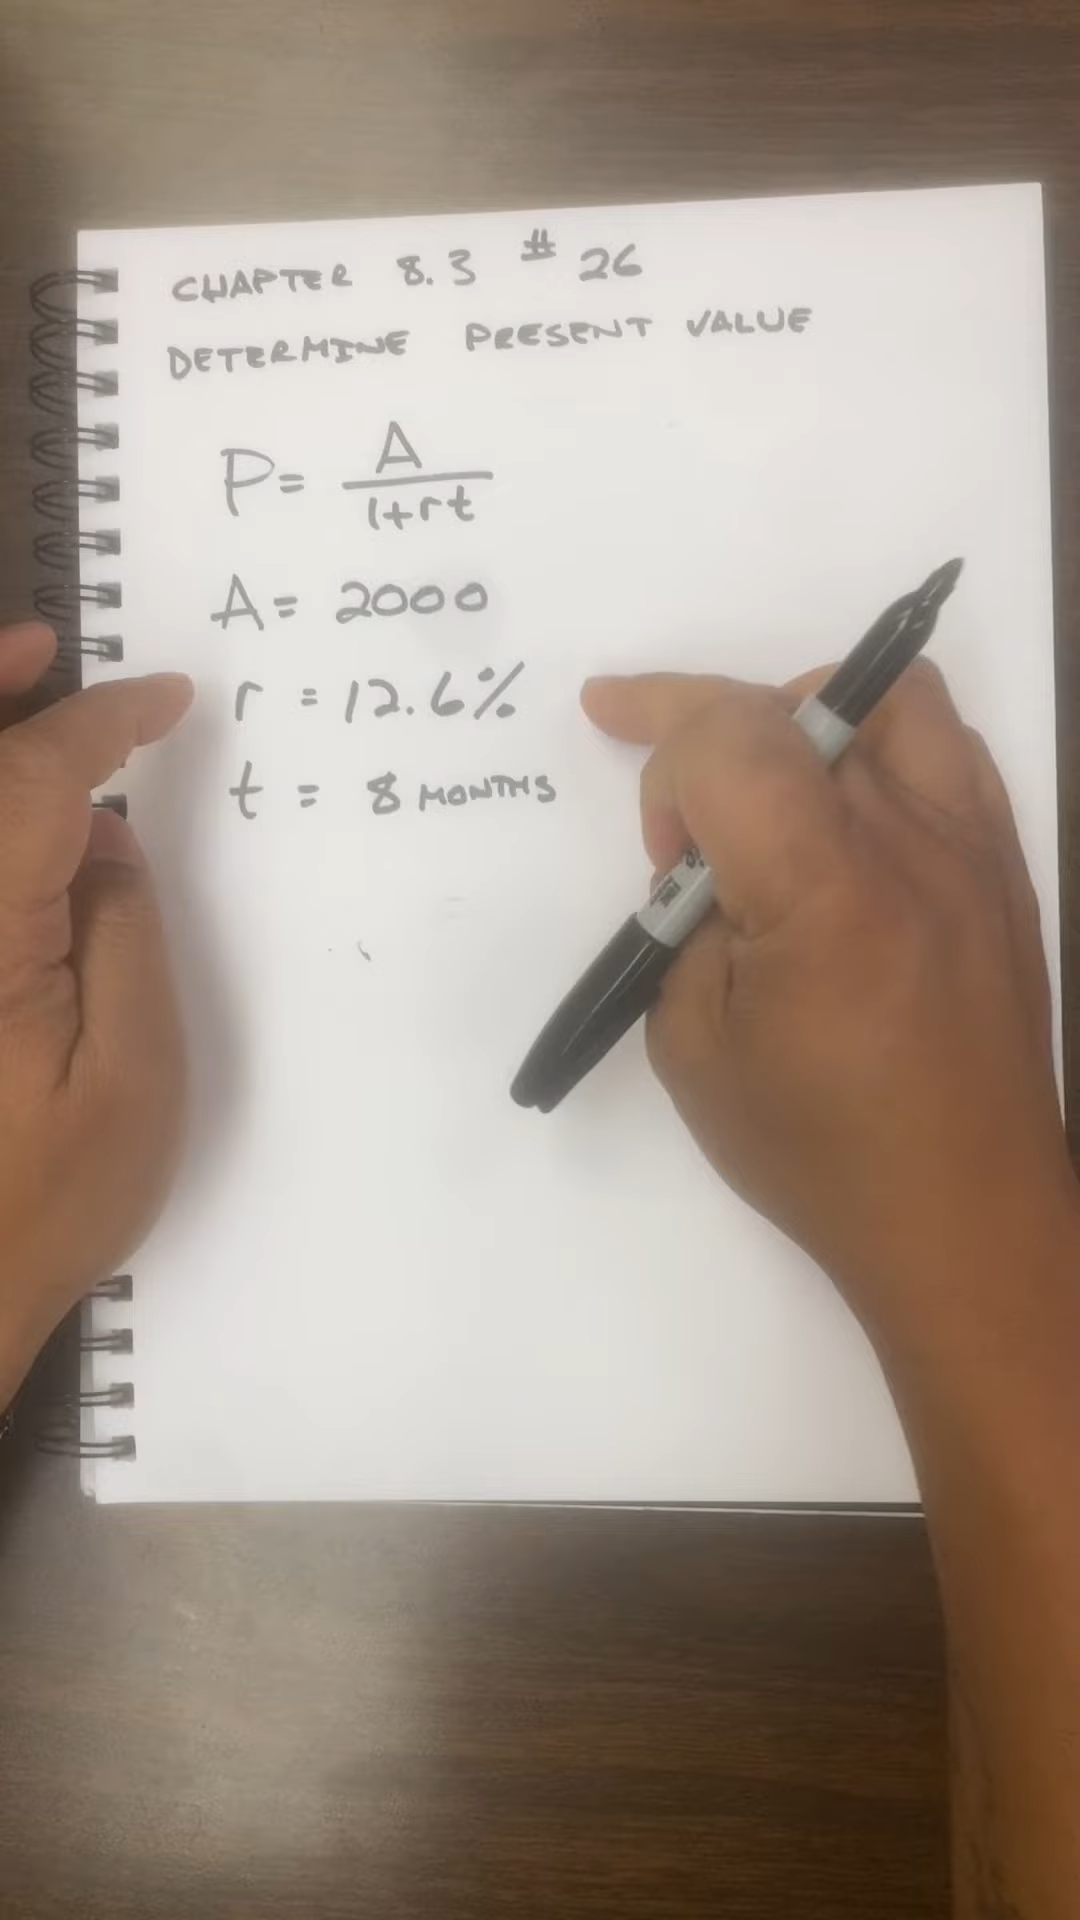 CHAPTER 8.3 # 26
DETERMINE PRESENT VALUE
P = A / 1+rt
A = 2000
r = 12.6%
t = 8 MONTHS